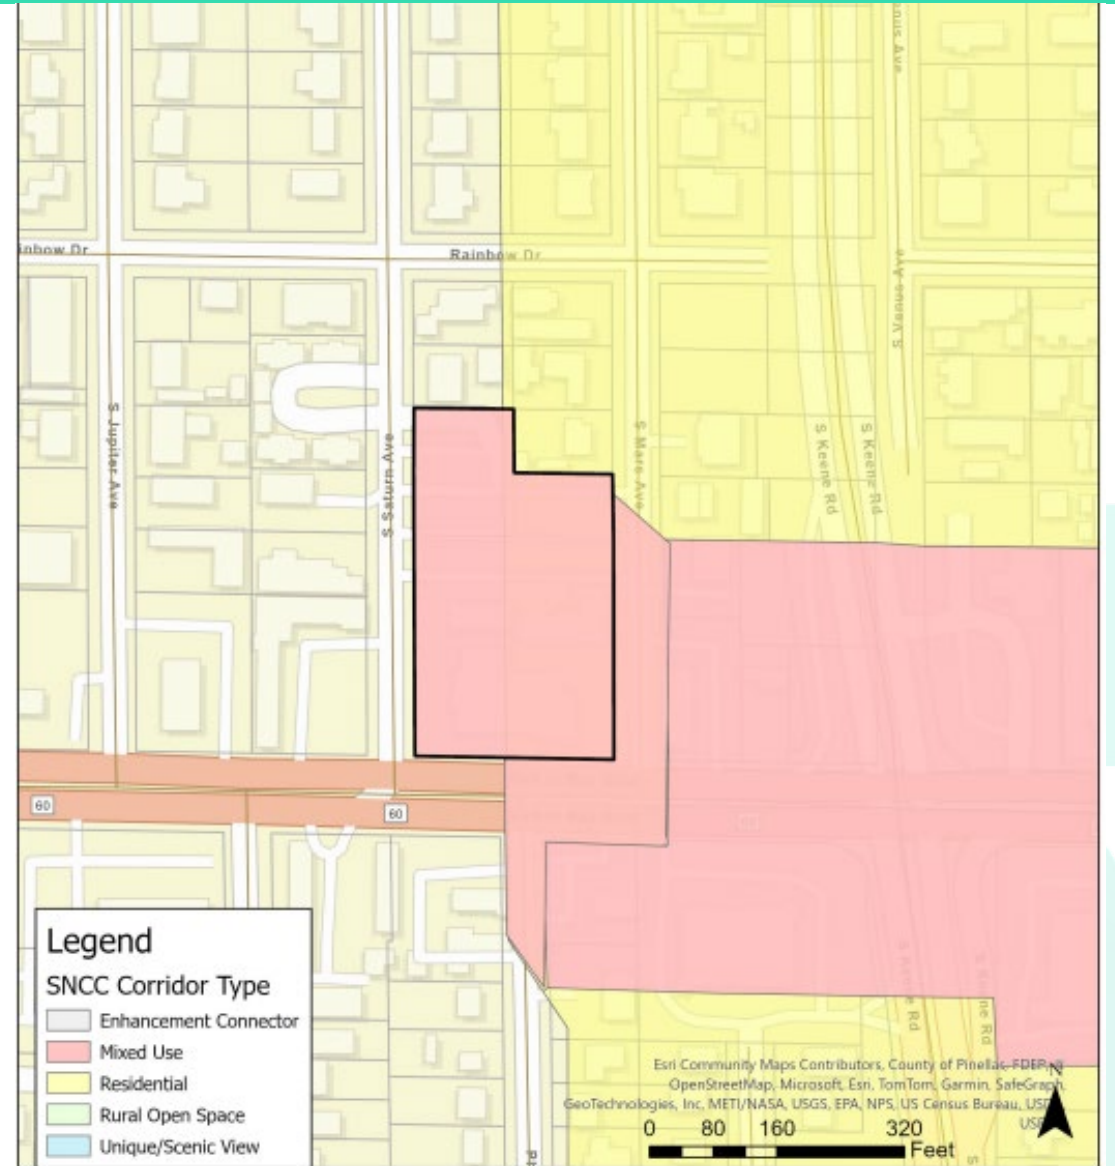 inbow Dr
Rainbow Dr
S Venus Ave
S Jupiter Ave
S Saturn Ave
S Mars Ave
S Keene Rd
S Keene Rd
60
60
Legend
SNCC Corridor Type
Enhancement Connector
Mixed Use
Residential
Rural Open Space
Unique/Scenic View
Esri Community Maps Contributors, County of Pinellas, FDEP, ©
OpenStreetMap, Microsoft, Esri, TomTom, Garmin, SafeGraph,
GeoTechnologies, Inc, METI/NASA, USGS, EPA, NPS, US Census Bureau,
N
0 80 160 320
Feet